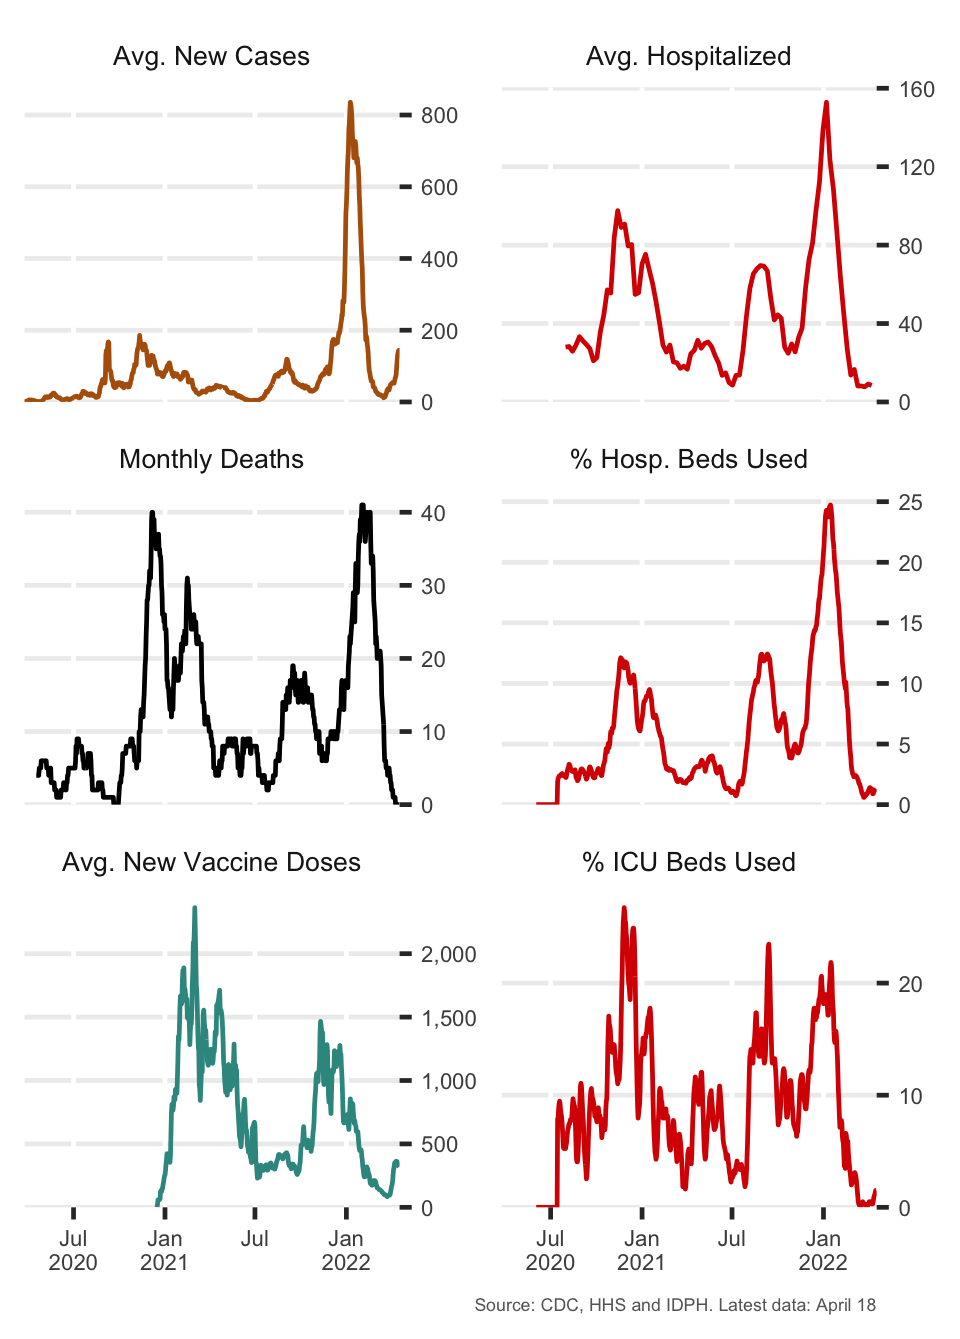 Avg. New Cases
800
600
400
200
0
Avg. Hospitalized
160
120
80
40
0
Monthly Deaths
40
30
20
10
0
% Hosp. Beds Used
25
20
15
10
5
0
Avg. New Vaccine Doses
2,000
1,500
1,000
500
0
Jul Jan Jul Jan
2020 2021 2022
% ICU Beds Used
20
10
0
Jul Jan Jul Jan
2020 2021 2022
Source: CDC, HHS and IDPH. Latest data: April 18